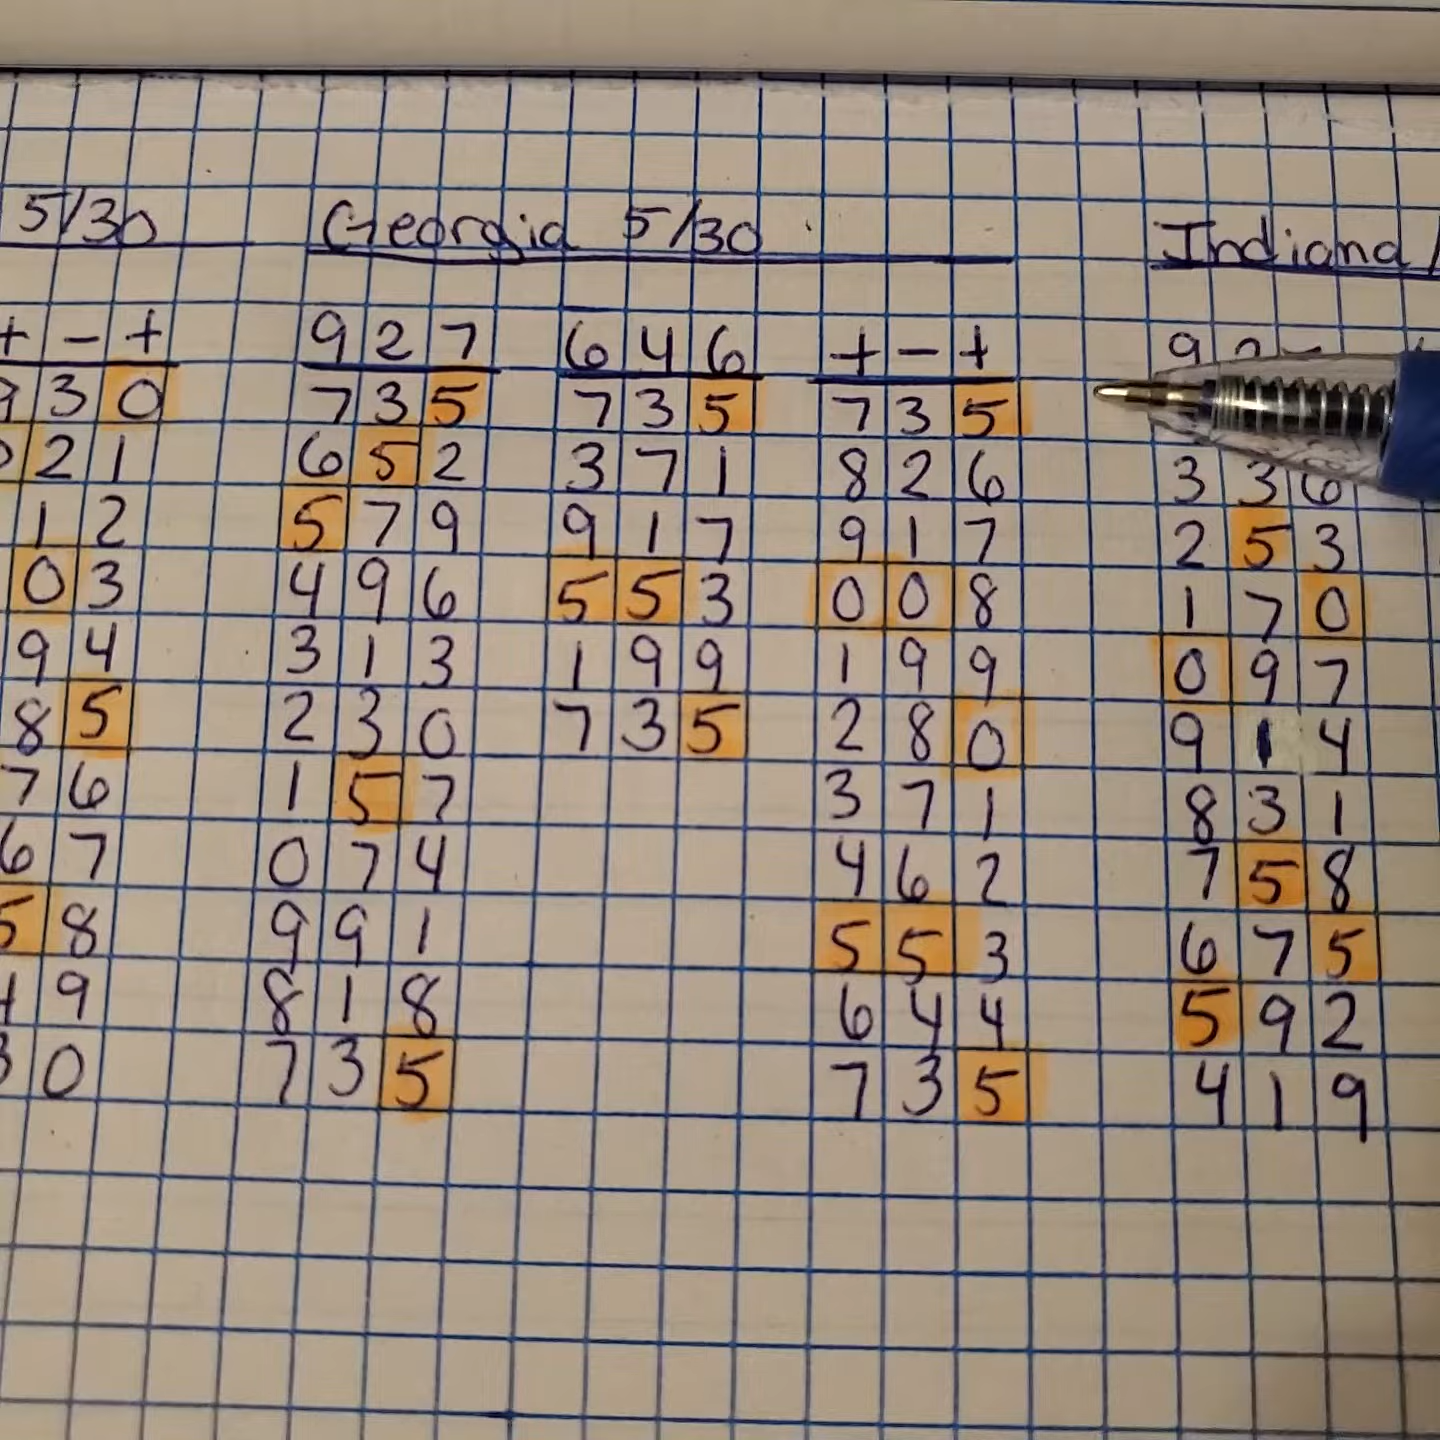 5/30 Georgia 5/30 Indiana
+ - + 9 2 7 6 4 6 + - + 9
9 3 0 7 3 5 7 3 5 7 3 5
2 1 6 5 2 3 7 1 8 2 6 3 3 6
1 2 5 7 9 9 1 7 9 1 7 2 5 3
0 3 4 9 6 5 5 3 0 0 8 1 7 0
9 4 3 1 3 1 9 9 1 9 9 0 9 7
8 5 2 3 0 7 3 5 2 8 0 9 1 4
7 6 1 5 7 3 7 1 8 3 1
6 7 0 7 4 4 6 2 7 5 8
5 8 9 9 1 5 5 3 6 7 5
9 8 1 8 6 4 4 5 9 2
3 0 7 3 5 7 3 5 4 1 9